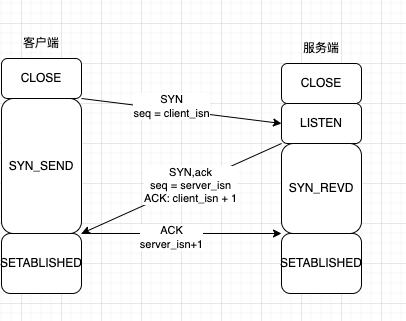 客户端
服务端
CLOSE
CLOSE
SYN
seq = client_isn
LISTEN
SYN_SEND
SYN,ack
seq = server_isn
ACK: client_isn + 1
SYN_REVD
ACK
server_isn+1
SETABLISHED
SETABLISHED